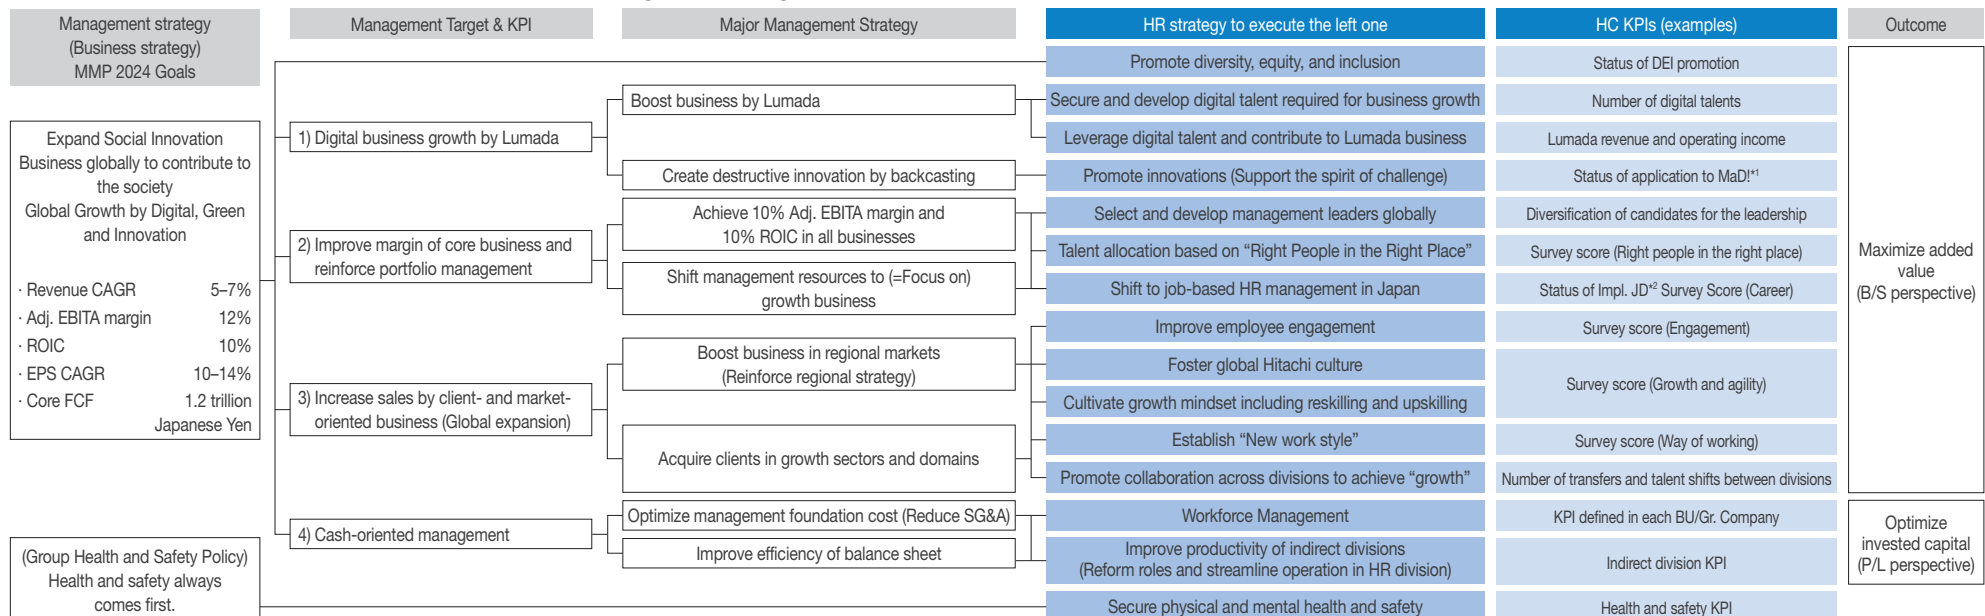 Management strategy
(Business strategy)
MMP 2024 Goals
Management Target & KPI
Major Management Strategy
HR strategy to execute the left one
HC KPIs (examples)
Outcome
Expand Social Innovation
Business globally to contribute to
the society
Global Growth by Digital, Green
and Innovation
· Revenue CAGR 5–7%
· Adj. EBITA margin 12%
· ROIC 10%
· EPS CAGR 10–14%
· Core FCF 1.2 trillion
Japanese Yen
(Group Health and Safety Policy)
Health and safety always
comes first.
1) Digital business growth by Lumada
2) Improve margin of core business and
reinforce portfolio management
3) Increase sales by client- and market-
oriented business (Global expansion)
4) Cash-oriented management
Boost business by Lumada
Create destructive innovation by backcasting
Achieve 10% Adj. EBITA margin and
10% ROIC in all businesses
Shift management resources to (=Focus on)
growth business
Boost business in regional markets
(Reinforce regional strategy)
Acquire clients in growth sectors and domains
Optimize management foundation cost (Reduce SG&A)
Improve efficiency of balance sheet
Promote diversity, equity, and inclusion
Secure and develop digital talent required for business growth
Leverage digital talent and contribute to Lumada business
Promote innovations (Support the spirit of challenge)
Select and develop management leaders globally
Talent allocation based on “Right People in the Right Place”
Shift to job-based HR management in Japan
Improve employee engagement
Foster global Hitachi culture
Cultivate growth mindset including reskilling and upskilling
Establish “New work style”
Promote collaboration across divisions to achieve “growth”
Workforce Management
Improve productivity of indirect divisions
(Reform roles and streamline operation in HR division)
Secure physical and mental health and safety
Status of DEI promotion
Number of digital talents
Lumada revenue and operating income
Status of application to MaD!*1
Diversification of candidates for the leadership
Survey score (Right people in the right place)
Status of Impl. JD*2 Survey Score (Career)
Survey score (Engagement)
Survey score (Growth and agility)
Survey score (Way of working)
Number of transfers and talent shifts between divisions
KPI defined in each BU/Gr. Company
Indirect division KPI
Health and safety KPI
Maximize added
value
(B/S perspective)
Optimize
invested capital
(P/L perspective)